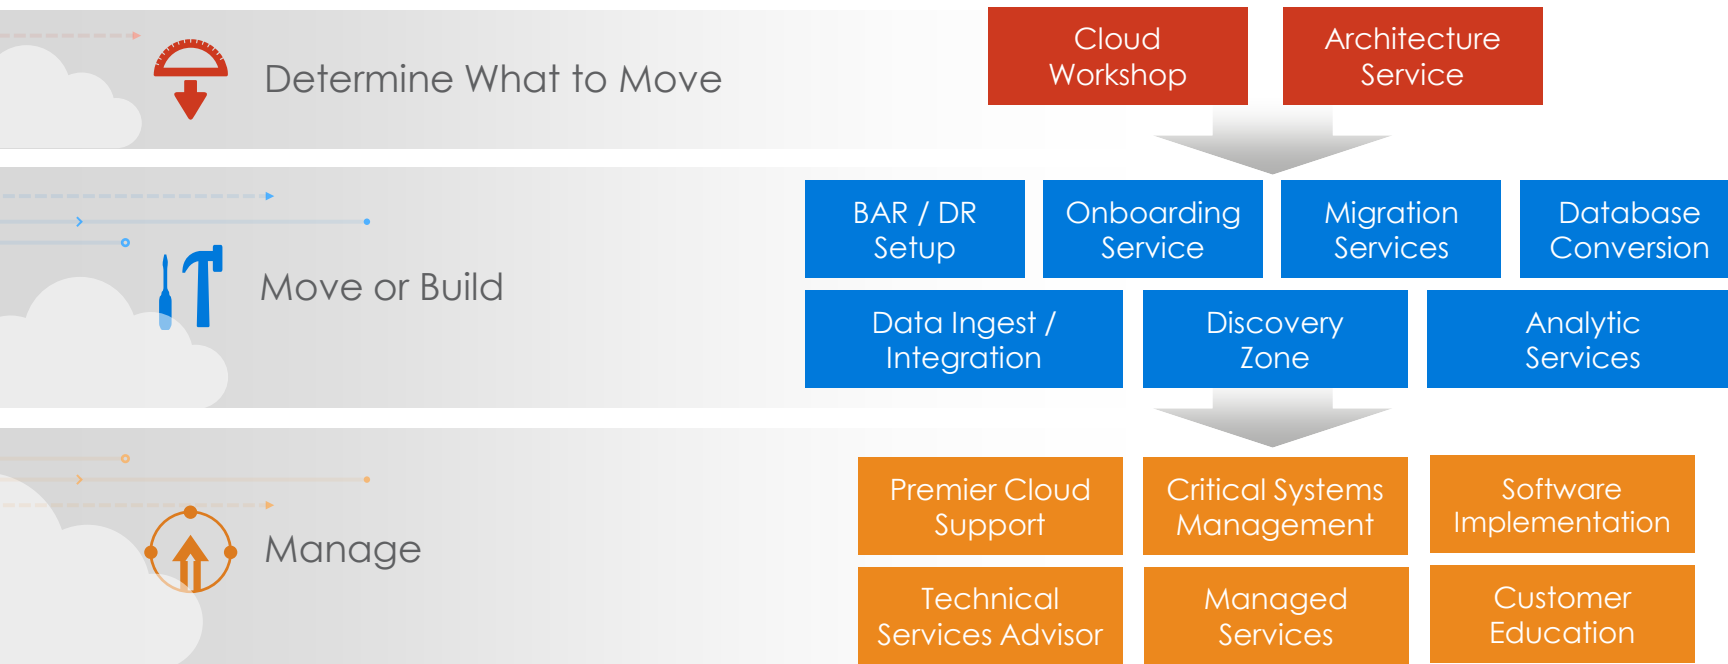 Determine What to Move
Cloud
Workshop
Architecture
Service
Move or Build
BAR / DR
Setup
Onboarding
Service
Migration
Services
Database
Conversion
Data Ingest /
Integration
Discovery
Zone
Analytic
Services
Manage
Premier Cloud
Support
Critical Systems
Management
Software
Implementation
Technical
Services Advisor
Managed
Services
Customer
Education